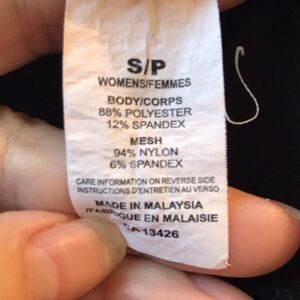 S/P
WOMENS/FEMMES
BODY/CORPS
88% POLYESTER
12% SPANDEX
MESH
94% NYLON
6% SPANDEX
CARE INFORMATION ON REVERSE SIDE
INSTRUCTIONS D'ENTRETIEN AU VERSO
MADE IN MALAYSIA
/FABRIQUE EN MALAISIE
CA 13426